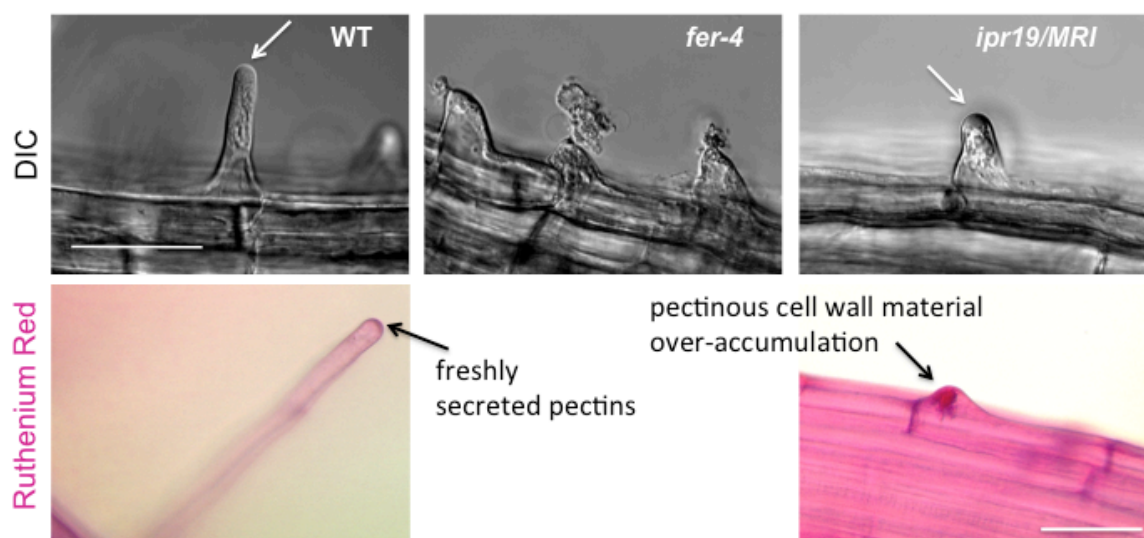 WT
fer-4
ipr19/MRI
DIC
pectinous cell wall material
over-accumulation
freshly
secreted pectins
Ruthenium Red